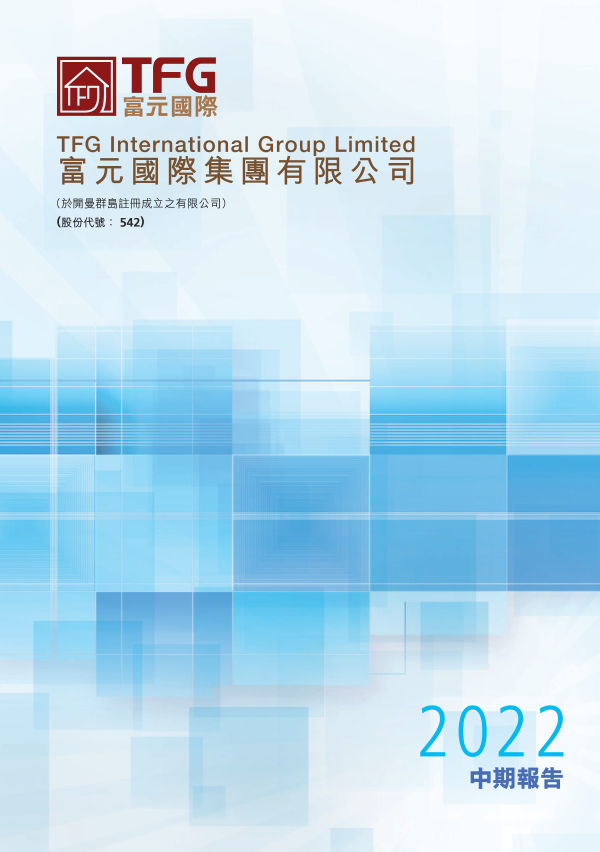 TFG
TFG
富元國際
TFG International Group Limited
富元國際集團有限公司
（於開曼群島註冊成立之有限公司）
(股份代號： 542)
2022
中期報告